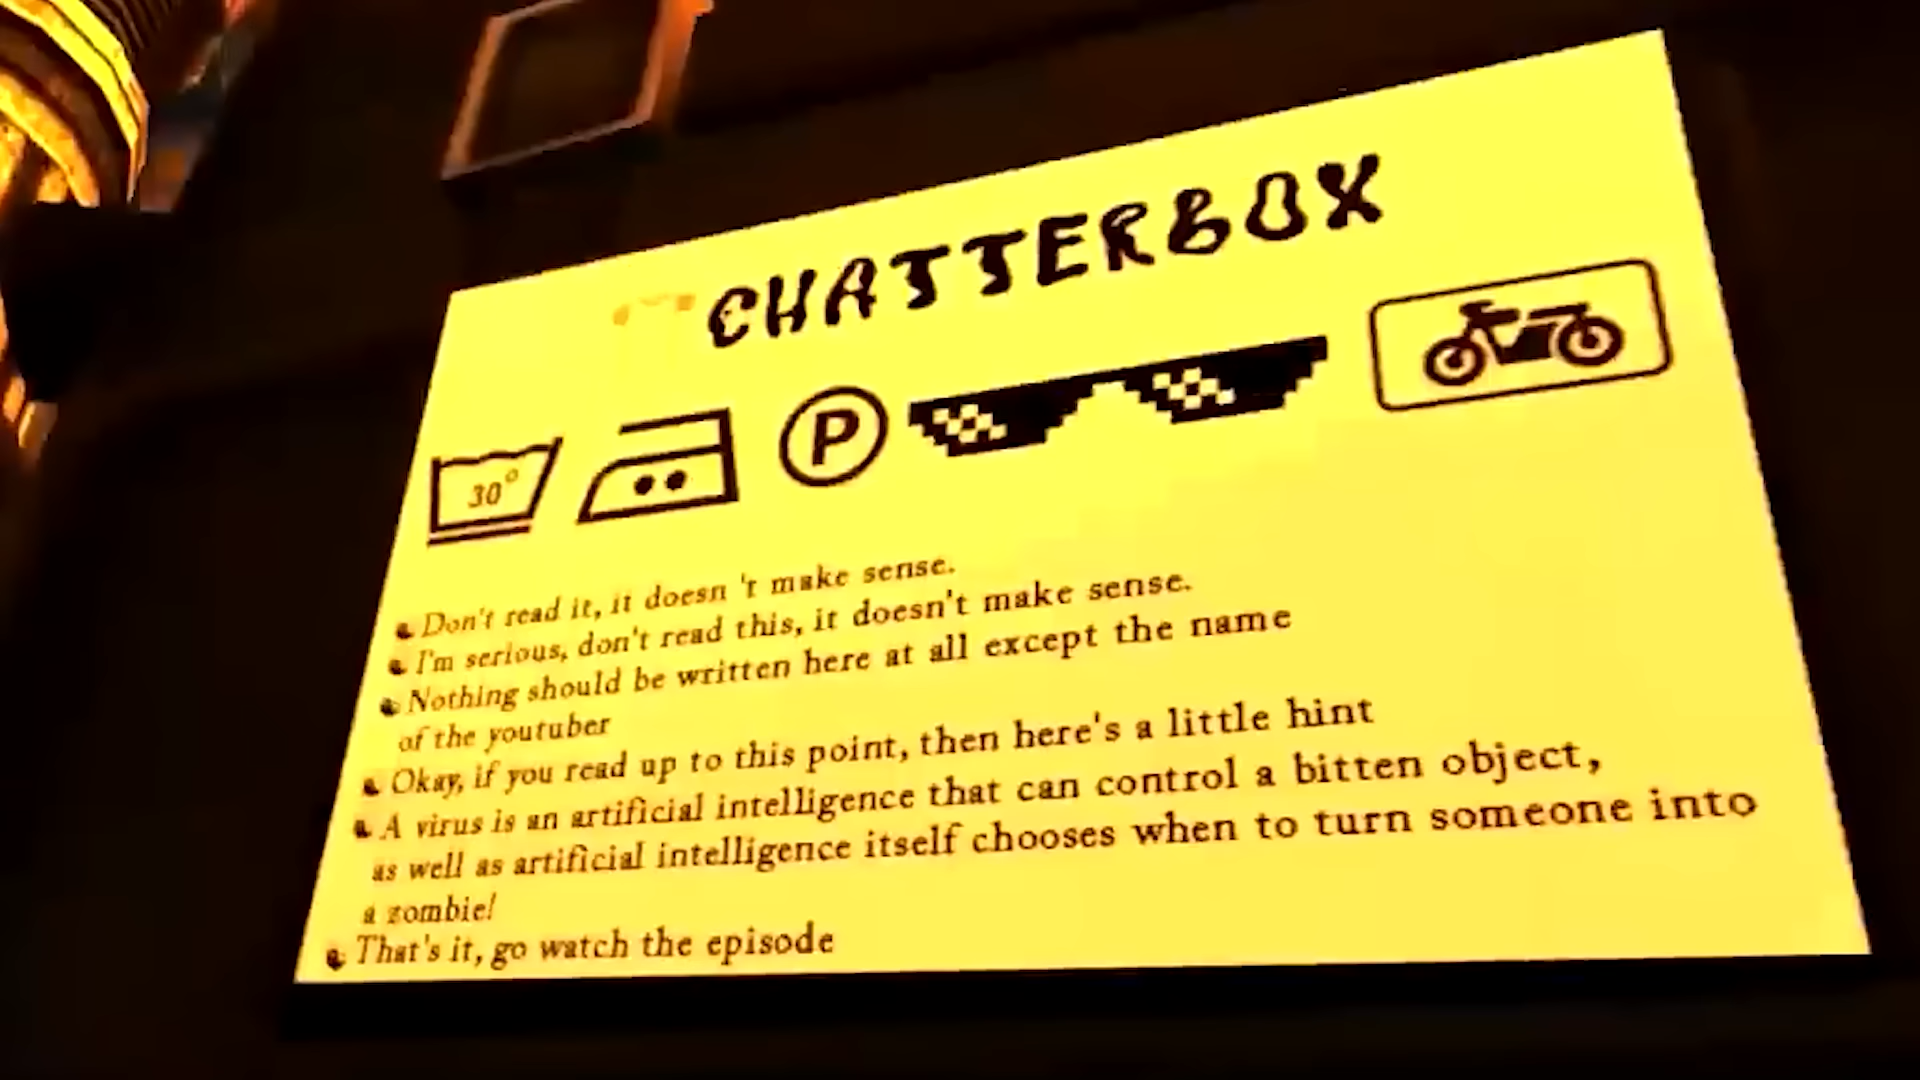 CHATTERBOX
30°
P
Don't read it, it doesn 't make sense.
I'm serious, don't read this, it doesn't make sense.
Nothing should be written here at all except the name
of the youtuber
Okay, if you read up to this point, then here's a little hint
A virus is an artificial intelligence that can control a bitten object,
as well as artificial intelligence itself chooses when to turn someone into
a zombie!
That's it, go watch the episode